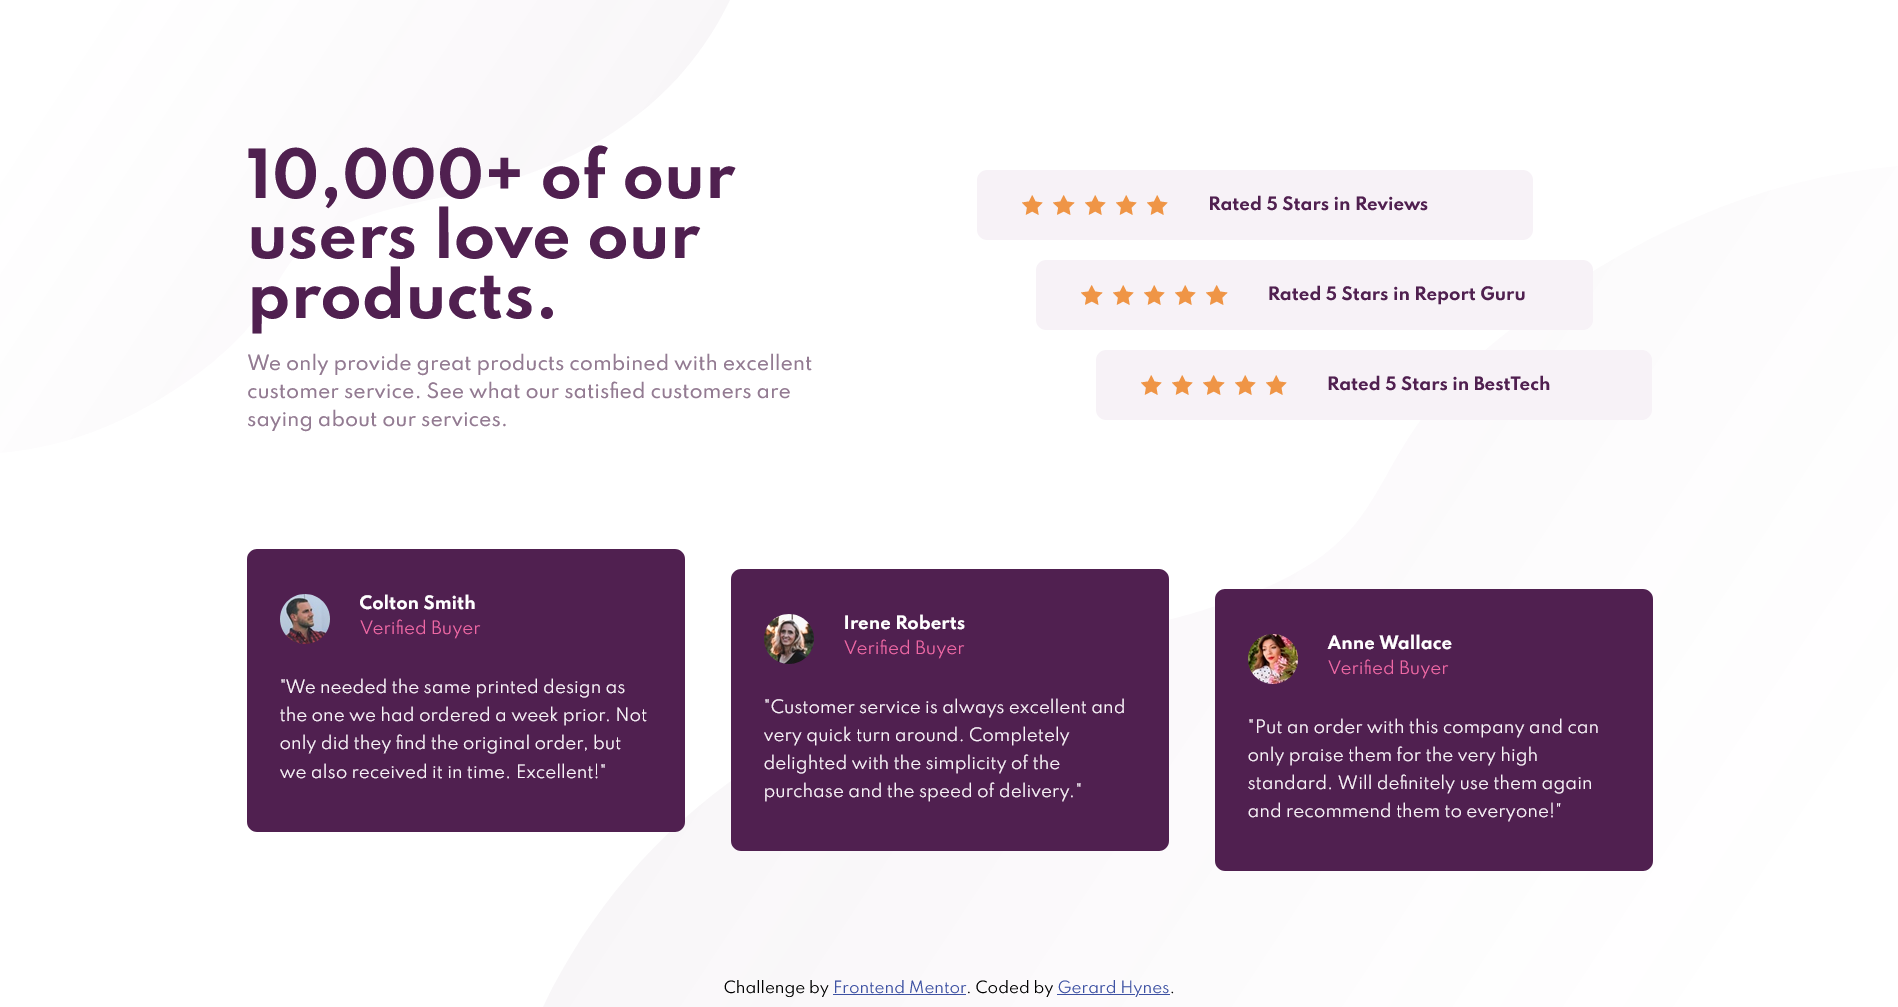 10,000+ of our
users love our
products.
We only provide great products combined with excellent
customer service. See what our satisfied customers are
saying about our services.
Rated 5 Stars in Reviews
Rated 5 Stars in Report Guru
Rated 5 Stars in BestTech
Colton Smith
Verified Buyer
"We needed the same printed design as
the one we had ordered a week prior. Not
only did they find the original order, but
we also received it in time. Excellent!"
Irene Roberts
Verified Buyer
"Customer service is always excellent and
very quick turn around. Completely
delighted with the simplicity of the
purchase and the speed of delivery."
Anne Wallace
Verified Buyer
"Put an order with this company and can
only praise them for the very high
standard. Will definitely use them again
and recommend them to everyone!"
Challenge by Frontend Mentor. Coded by Gerard Hynes.